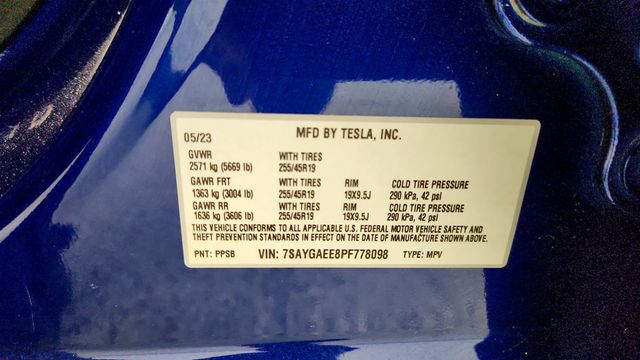 05/23 MFD BY TESLA, INC.
GVWR WITH TIRES
2571 kg (5669 lb) 255/45R19
GAWR FRT WITH TIRES RIM COLD TIRE PRESSURE
1363 kg (3004 lb) 255/45R19 19X9.5J 290 kPa, 42 psi
GAWR RR WITH TIRES RIM COLD TIRE PRESSURE
1636 kg (3606 lb) 255/45R19 19X9.5J 290 kPa, 42 psi
THIS VEHICLE CONFORMS TO ALL APPLICABLE U.S. FEDERAL MOTOR VEHICLE SAFETY AND
THEFT PREVENTION STANDARDS IN EFFECT ON THE DATE OF MANUFACTURE SHOWN ABOVE.
PNT: PPSB VIN: 7SAYGAEE8PF778098 TYPE: MPV